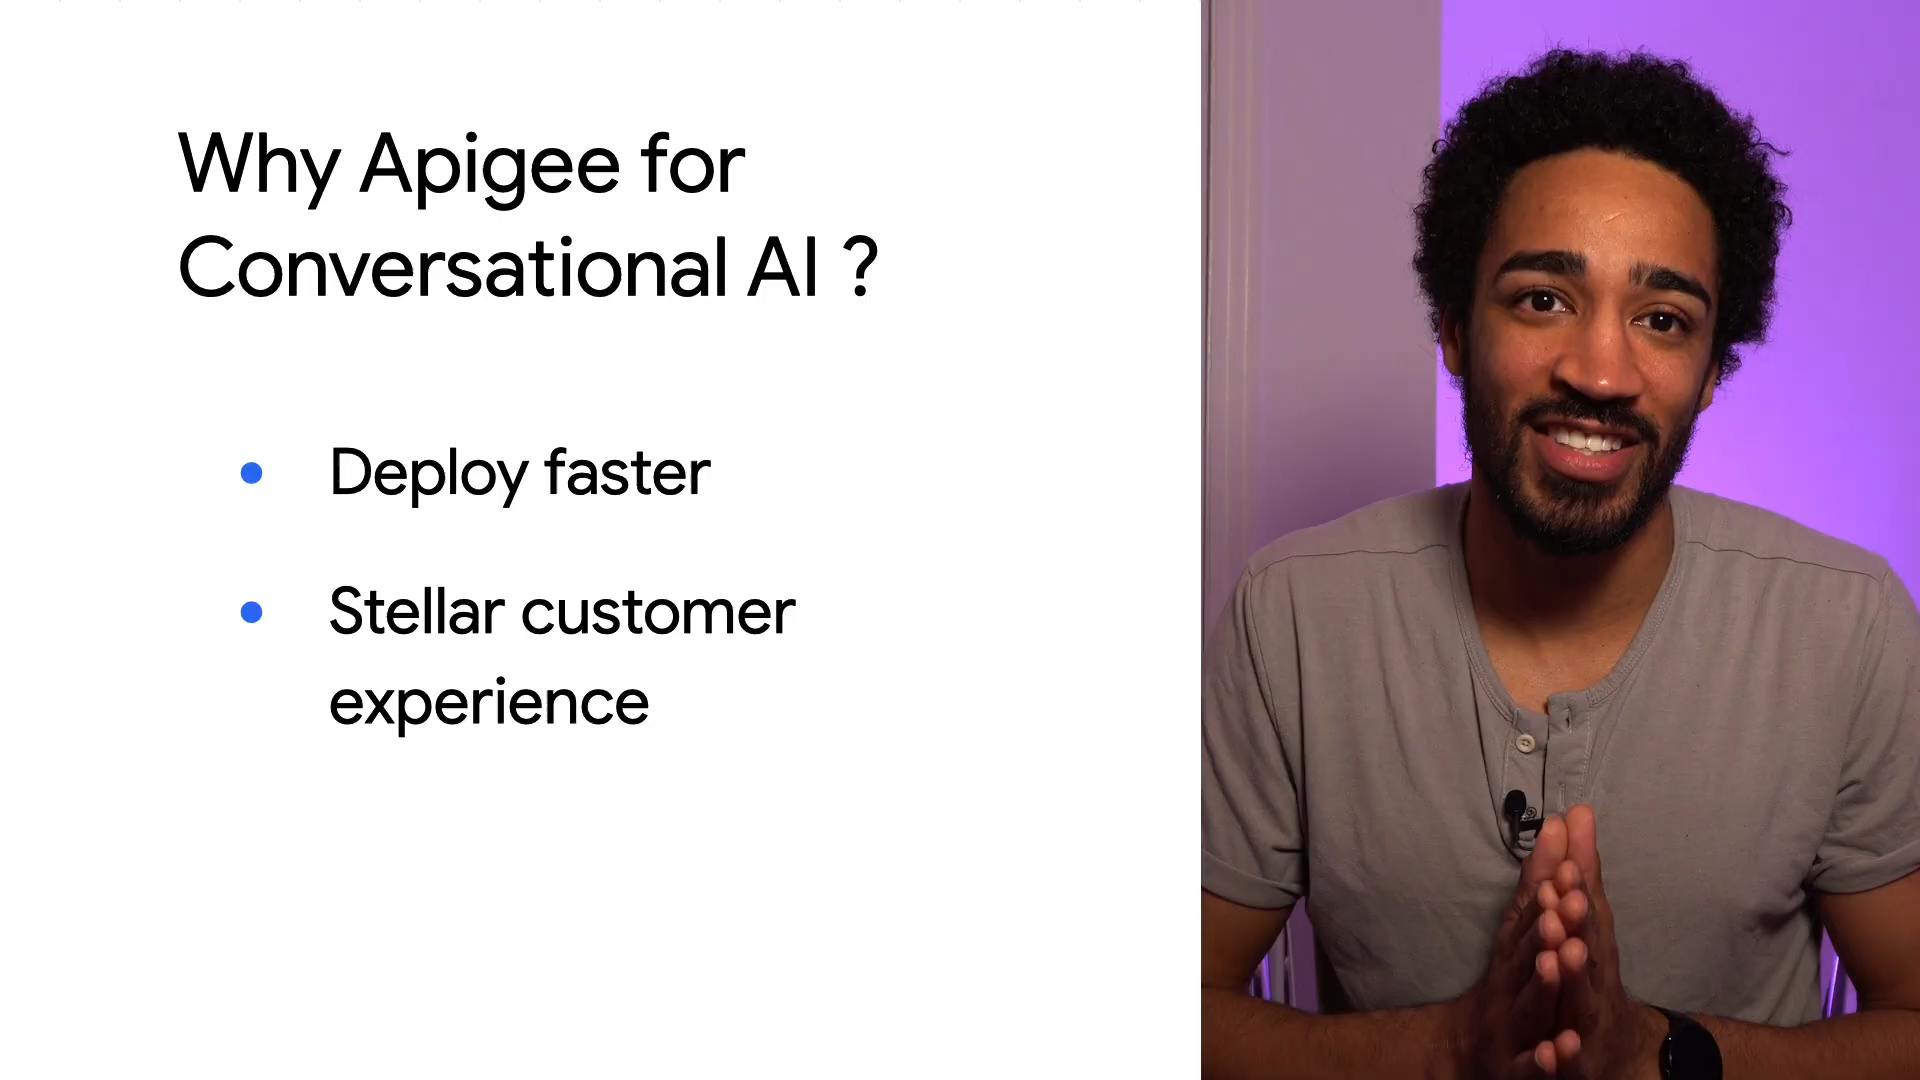 Why Apigee for
Conversational AI ?
Deploy faster
Stellar customer
experience